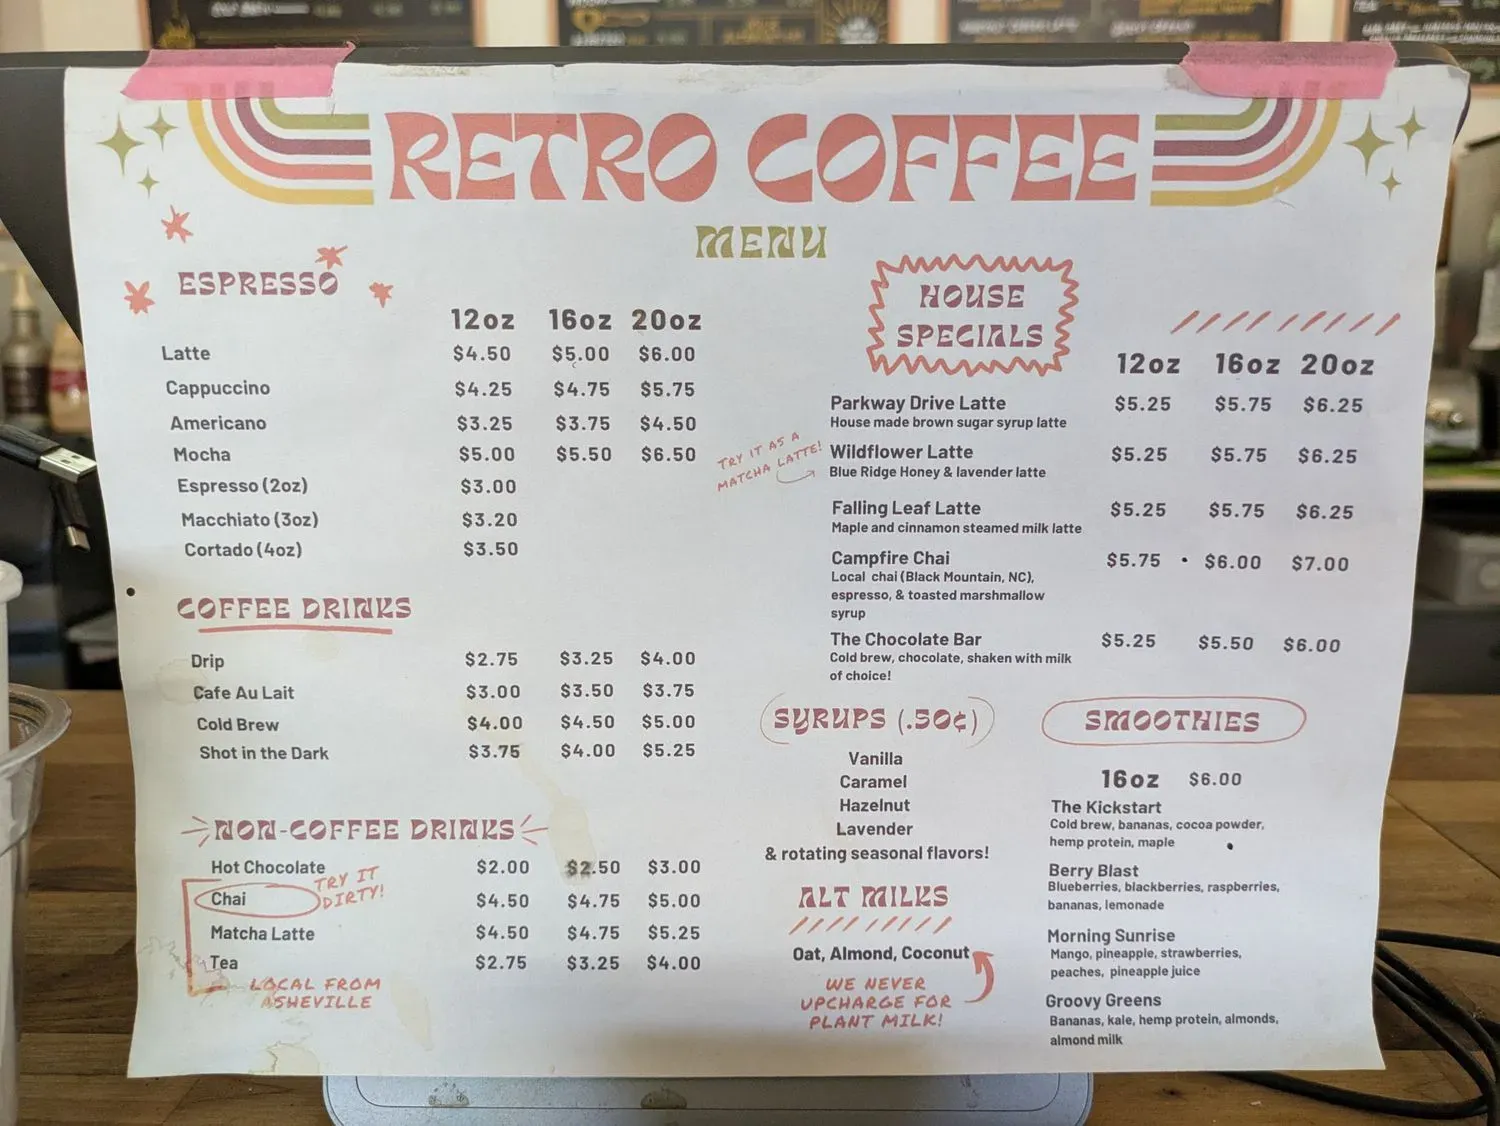 RETRO COFFEE
MENU
ESPRESSO
12oz 16oz 20oz
Latte $4.50 $5.00 $6.00
Cappuccino $4.25 $4.75 $5.75
Americano $3.25 $3.75 $4.50
Mocha $5.00 $5.50 $6.50
Espresso (2oz) $3.00
Macchiato (3oz) $3.20
Cortado (4oz) $3.50
COFFEE DRINKS
Drip $2.75 $3.25 $4.00
Cafe Au Lait $3.00 $3.50 $3.75
Cold Brew $4.00 $4.50 $5.00
Shot in the Dark $3.75 $4.00 $5.25
NON-COFFEE DRINKS
Hot Chocolate $2.00 $2.50 $3.00
TRY IT
DIRTY!
Chai $4.50 $4.75 $5.00
Matcha Latte $4.50 $4.75 $5.25
Tea $2.75 $3.25 $4.00
LOCAL FROM
ASHEVILLE
HOUSE
SPECIALS
12oz 16oz 20oz
Parkway Drive Latte $5.25 $5.75 $6.25
House made brown sugar syrup latte
TRY IT AS A
MATCHA LATTE!
Wildflower Latte $5.25 $5.75 $6.25
Blue Ridge Honey & lavender latte
Falling Leaf Latte $5.25 $5.75 $6.25
Maple and cinnamon steamed milk latte
Campfire Chai $5.75 $6.00 $7.00
Local chai (Black Mountain, NC),
espresso, & toasted marshmallow
syrup
The Chocolate Bar $5.25 $5.50 $6.00
Cold brew, chocolate, shaken with milk
of choice!
SYRUPS (.50¢)
Vanilla
Caramel
Hazelnut
Lavender
& rotating seasonal flavors!
ALT MILKS
Oat, Almond, Coconut
WE NEVER
UPCHARGE FOR
PLANT MILK!
SMOOTHIES
16oz $6.00
The Kickstart
Cold brew, bananas, cocoa powder,
hemp protein, maple
Berry Blast
Blueberries, blackberries, raspberries,
bananas, lemonade
Morning Sunrise
Mango, pineapple, strawberries,
peaches, pineapple juice
Groovy Greens
Bananas, kale, hemp protein, almonds,
almond milk